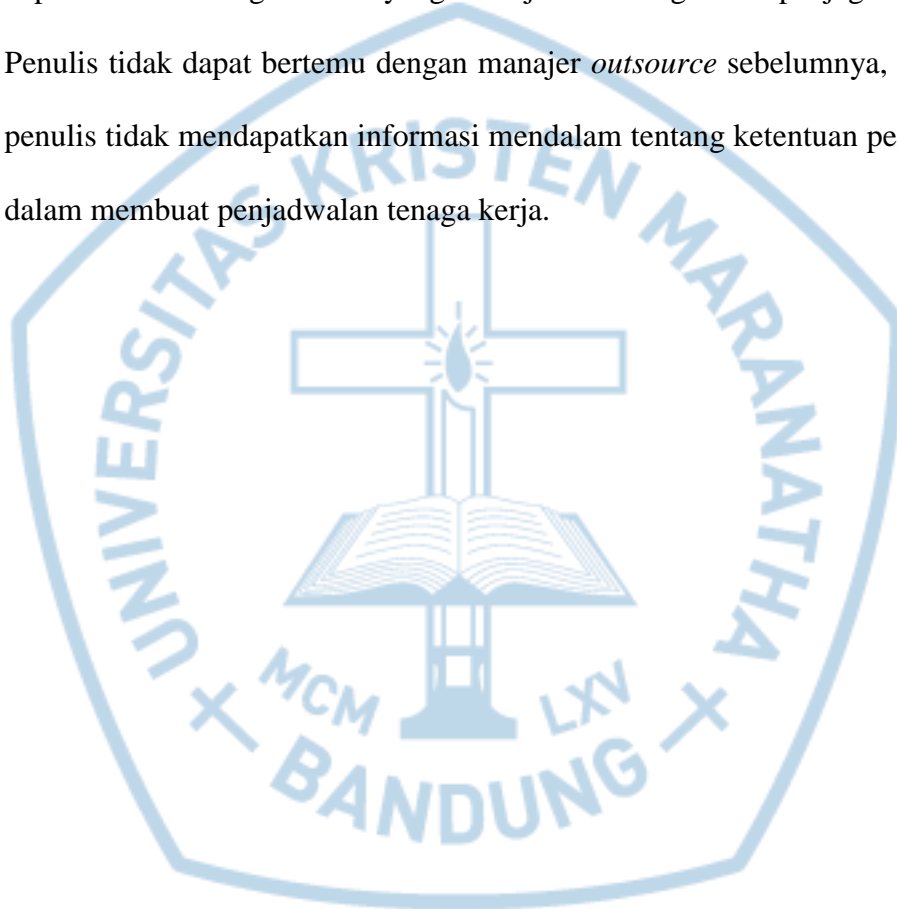 Penulis tidak dapat bertemu dengan manajer outsource sebelumnya,
penulis tidak mendapatkan informasi mendalam tentang ketentuan pe
dalam membuat penjadwalan tenaga kerja.
UNIVERSITAS KRISTEN MARANATHA
MCM LXV
BANDUNG